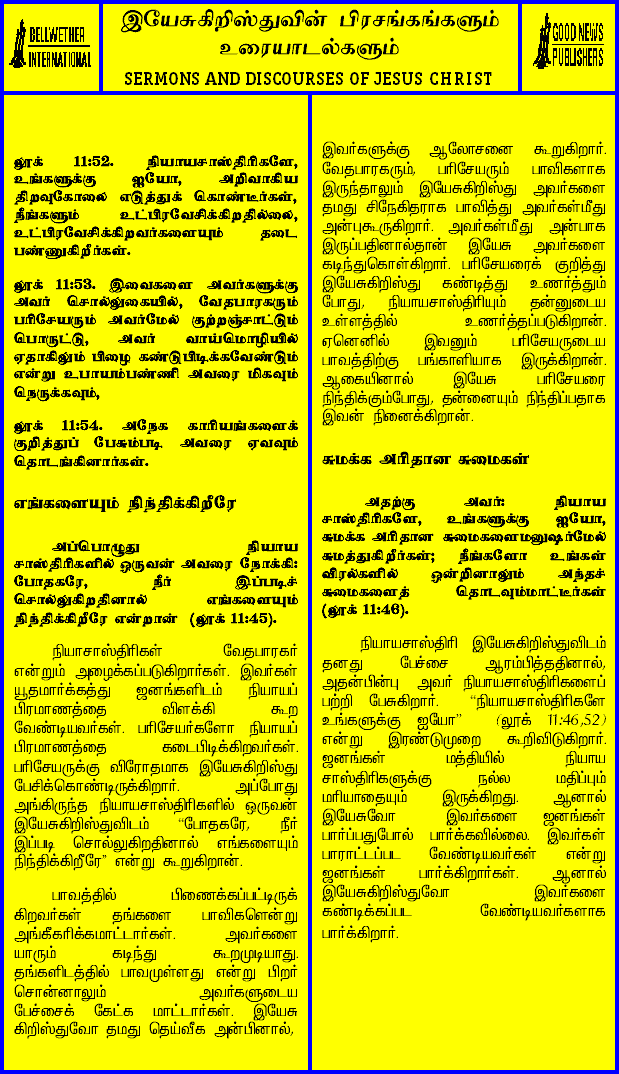 BELLWETHER
INTERNATIONAL
இயேசுகிறிஸ்துவின் பிரசங்கங்களும்
உரையாடல்களும்
SERMONS AND DISCOURSES OF JESUS CHRIST
GOOD NEWS
PUBLISHERS
லூக் 11:52. நியாயசாஸ்திரிகளே,
உங்களுக்கு ஐயோ, அறிவாகிய
திறவுகோலை எடுத்துக் கொண்டீர்கள்,
நீங்களும் உட்பிரவேசிக்கிறதில்லை,
உட்பிரவேசிக்கிறவர்களையும் தடை
பண்ணுகிறீர்கள்.
லூக் 11:53. இவைகளை அவர்களுக்கு
அவர் சொல்லுகையில், வேதபாரகரும்
பரிசேயரும் அவர்மேல் குற்றஞ்சாட்டும்
பொருட்டு, அவர் வாய்மொழியில்
ஏதாகிலும் பிழை கண்டுபிடிக்கவேண்டும்
என்று உபாயம்பண்ணி அவரை மிகவும்
நெருக்கவும்,
லூக் 11:54. அநேக காரியங்களைக்
குறித்துப் பேசும்படி அவரை ஏவவும்
தொடங்கினார்கள்.
எங்களையும் நிந்திக்கிறீரே
அப்பொழுது நியாய
சாஸ்திரிகளில் ஒருவன் அவரை நோக்கி:
போதகரே, நீர் இப்படிச்
சொல்லுகிறதினால் எங்களையும்
நிந்திக்கிறீரே என்றான் (லூக் 11:45).
நியாசாஸ்திரிகள் வேதபாரகர்
என்றும் அழைக்கப்படுகிறார்கள். இவர்கள்
யூதமார்க்கத்து ஜனங்களிடம் நியாயப்
பிரமாணத்தை விளக்கி கூற
வேண்டியவர்கள். பரிசேயர்களோ நியாயப்
பிரமாணத்தை கடைபிடிக்கிறவர்கள்.
பரிசேயருக்கு விரோதமாக இயேசுகிறிஸ்து
பேசிக்கொண்டிருக்கிறார். அப்போது
அங்கிருந்த நியாயசாஸ்திரிகளில் ஒருவன்
இயேசுகிறிஸ்துவிடம் “போதகரே, நீர்
இப்படி சொல்லுகிறதினால் எங்களையும்
நிந்திக்கிறீரே” என்று கூறுகிறான்.
பாவத்தில் பிணைக்கப்பட்டிருக்
கிறவர்கள் தங்களை பாவிகளென்று
அங்கீகரிக்கமாட்டார்கள். அவர்களை
யாரும் கடிந்து கூறமுடியாது.
தங்களிடத்தில் பாவமுள்ளது என்று பிறர்
சொன்னாலும் அவர்களுடைய
பேச்சைக் கேட்க மாட்டார்கள். இயேசு
கிறிஸ்துவோ தமது தெய்வீக அன்பினால்,
இவர்களுக்கு ஆலோசனை கூறுகிறார்.
வேதபாரகரும், பரிசேயரும் பாவிகளாக
இருந்தாலும் இயேசுகிறிஸ்து அவர்களை
தமது சிநேகிதராக பாவித்து அவர்கள்மீது
அன்புகூருகிறார். அவர்கள்மீது அன்பாக
இருப்பதினால்தான் இயேசு அவர்களை
கடிந்துகொள்கிறார். பரிசேயரைக் குறித்து
இயேசுகிறிஸ்து கண்டித்து உணர்த்தும்
போது, நியாயசாஸ்திரியும் தன்னுடைய
உள்ளத்தில் உணர்த்தப்படுகிறான்.
ஏனெனில் இவனும் பரிசேயருடைய
பாவத்திற்கு பங்காளியாக இருக்கிறான்.
ஆகையினால் இயேசு பரிசேயரை
நிந்திக்கும்போது, தன்னையும் நிந்திப்பதாக
இவன் நினைக்கிறான்.
சுமக்க அரிதான சுமைகள்
அதற்கு அவர்: நியாய
சாஸ்திரிகளே, உங்களுக்கு ஐயோ,
சுமக்க அரிதான சுமைகளைமனுஷர்மேல்
சுமத்துகிறீர்கள்; நீங்களோ உங்கள்
விரல்களில் ஒன்றினாலும் அந்தச்
சுமைகளைத் தொடவும்மாட்டீர்கள்
(லூக் 11:46).
நியாயசாஸ்திரி இயேசுகிறிஸ்துவிடம்
தனது பேச்சை ஆரம்பித்ததினால்,
அதன்பின்பு அவர் நியாயசாஸ்திரிகளைப்
பற்றி பேசுகிறார். “நியாயசாஸ்திரிகளே
உங்களுக்கு ஐயோ” (லூக் 11:46,52)
என்று இரண்டுமுறை கூறிவிடுகிறார்.
ஜனங்கள் மத்தியில் நியாய
சாஸ்திரிகளுக்கு நல்ல மதிப்பும்
மரியாதையும் இருக்கிறது. ஆனால்
இயேசுவோ இவர்களை ஜனங்கள்
பார்ப்பதுபோல் பார்க்கவில்லை. இவர்கள்
பாராட்டப்பட வேண்டியவர்கள் என்று
ஜனங்கள் பார்க்கிறார்கள். ஆனால்
இயேசுகிறிஸ்துவோ இவர்களை
கண்டிக்கப்பட வேண்டியவர்களாக
பார்க்கிறார்.